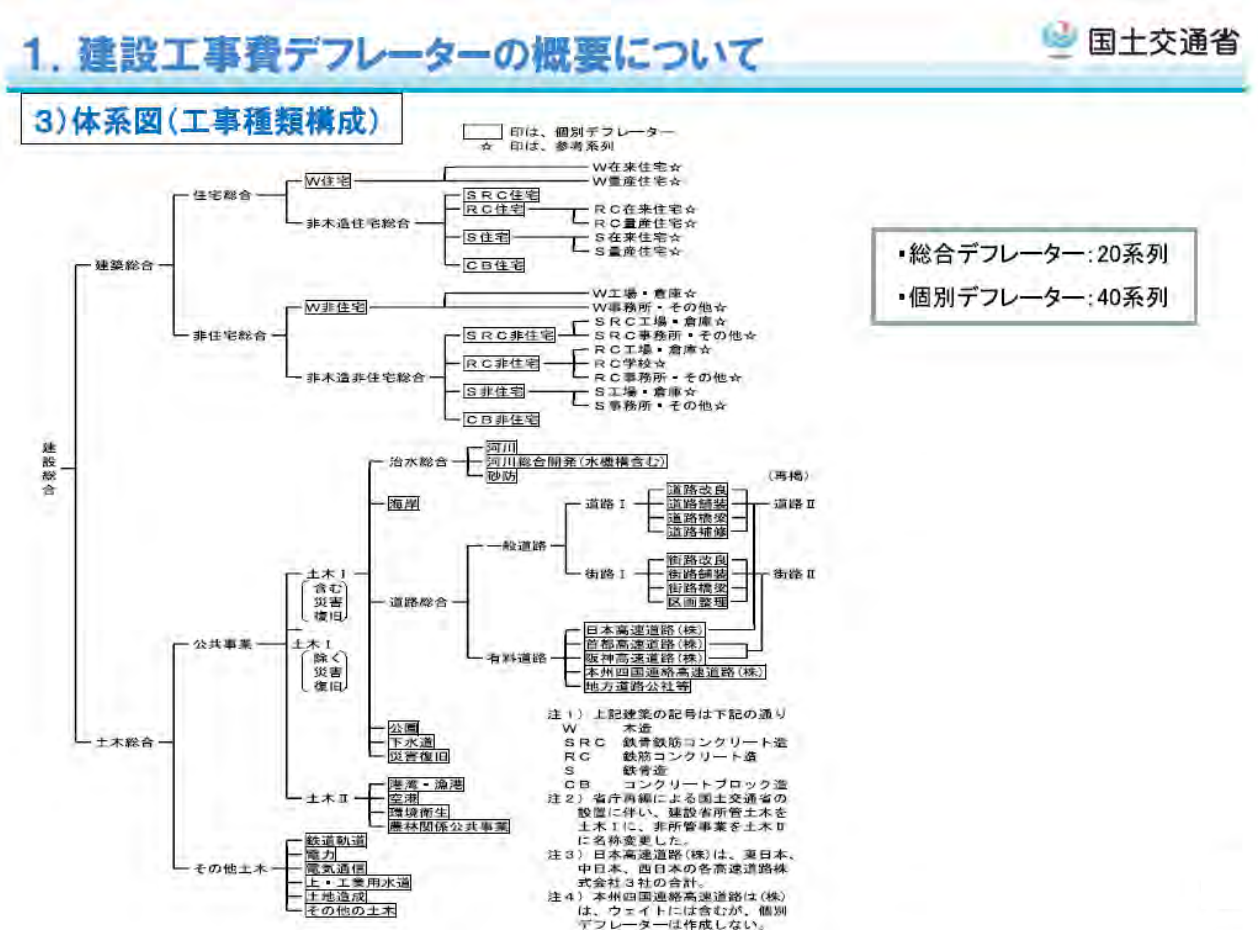 1. 建設工事費デフレーターの概要について
国土交通省
3)体系図(工事種類構成)
印は、個別デフレーター
☆ 印は、参考系列
・総合デフレーター:20系列
・個別デフレーター:40系列
建設総合
建築総合
住宅総合
W住宅
W在来住宅☆
W量産住宅☆
非木造住宅総合
SRC住宅
RC住宅
RC在来住宅☆
RC量産住宅☆
S住宅
S在来住宅☆
S量産住宅☆
CB住宅
非住宅総合
W非住宅
W工場・倉庫☆
W事務所・その他☆
非木造非住宅総合
SRC非住宅
SRC工場・倉庫☆
SRC事務所・その他☆
RC非住宅
RC工場・倉庫☆
RC学校☆
RC事務所・その他☆
S非住宅
S工場・倉庫☆
S事務所・その他☆
CB非住宅
土木総合
公共事業
土木I
含む
災害
復旧
土木I
除く
災害
復旧
治水総合
河川
河川総合開発(水機構含む)
砂防
海岸
道路総合
一般道路
道路I
道路改良
道路舗装
道路橋梁
道路補修
(再掲)
道路II
街路I
街路改良
街路舗装
街路橋梁
区画整理
街路II
有料道路
日本高速道路(株)
首都高速道路(株)
阪神高速道路(株)
本州四国連絡高速道路(株)
地方道路公社等
公園
下水道
災害復旧
土木II
港湾・漁港
空港
環境衛生
農林関係公共事業
その他土木
鉄道軌道
電力
電気通信
上・工業用水道
土地造成
その他の土木
注1) 上記建築の記号は下記の通り
W 木造
SRC 鉄骨鉄筋コンクリート造
RC 鉄筋コンクリート造
S 鉄骨造
CB コンクリートブロック造
注2) 省庁再編による国土交通省の
設置に伴い、建設省所管土木を
土木Iに、非所管事業を土木II
に名称変更した。
注3) 日本高速道路(株)は、東日本、
中日本、西日本の各高速道路株
式会社3社の合計。
注4) 本州四国連絡高速道路は(株)
は、ウェイトには含むが、個別
デフレーターは作成しない。